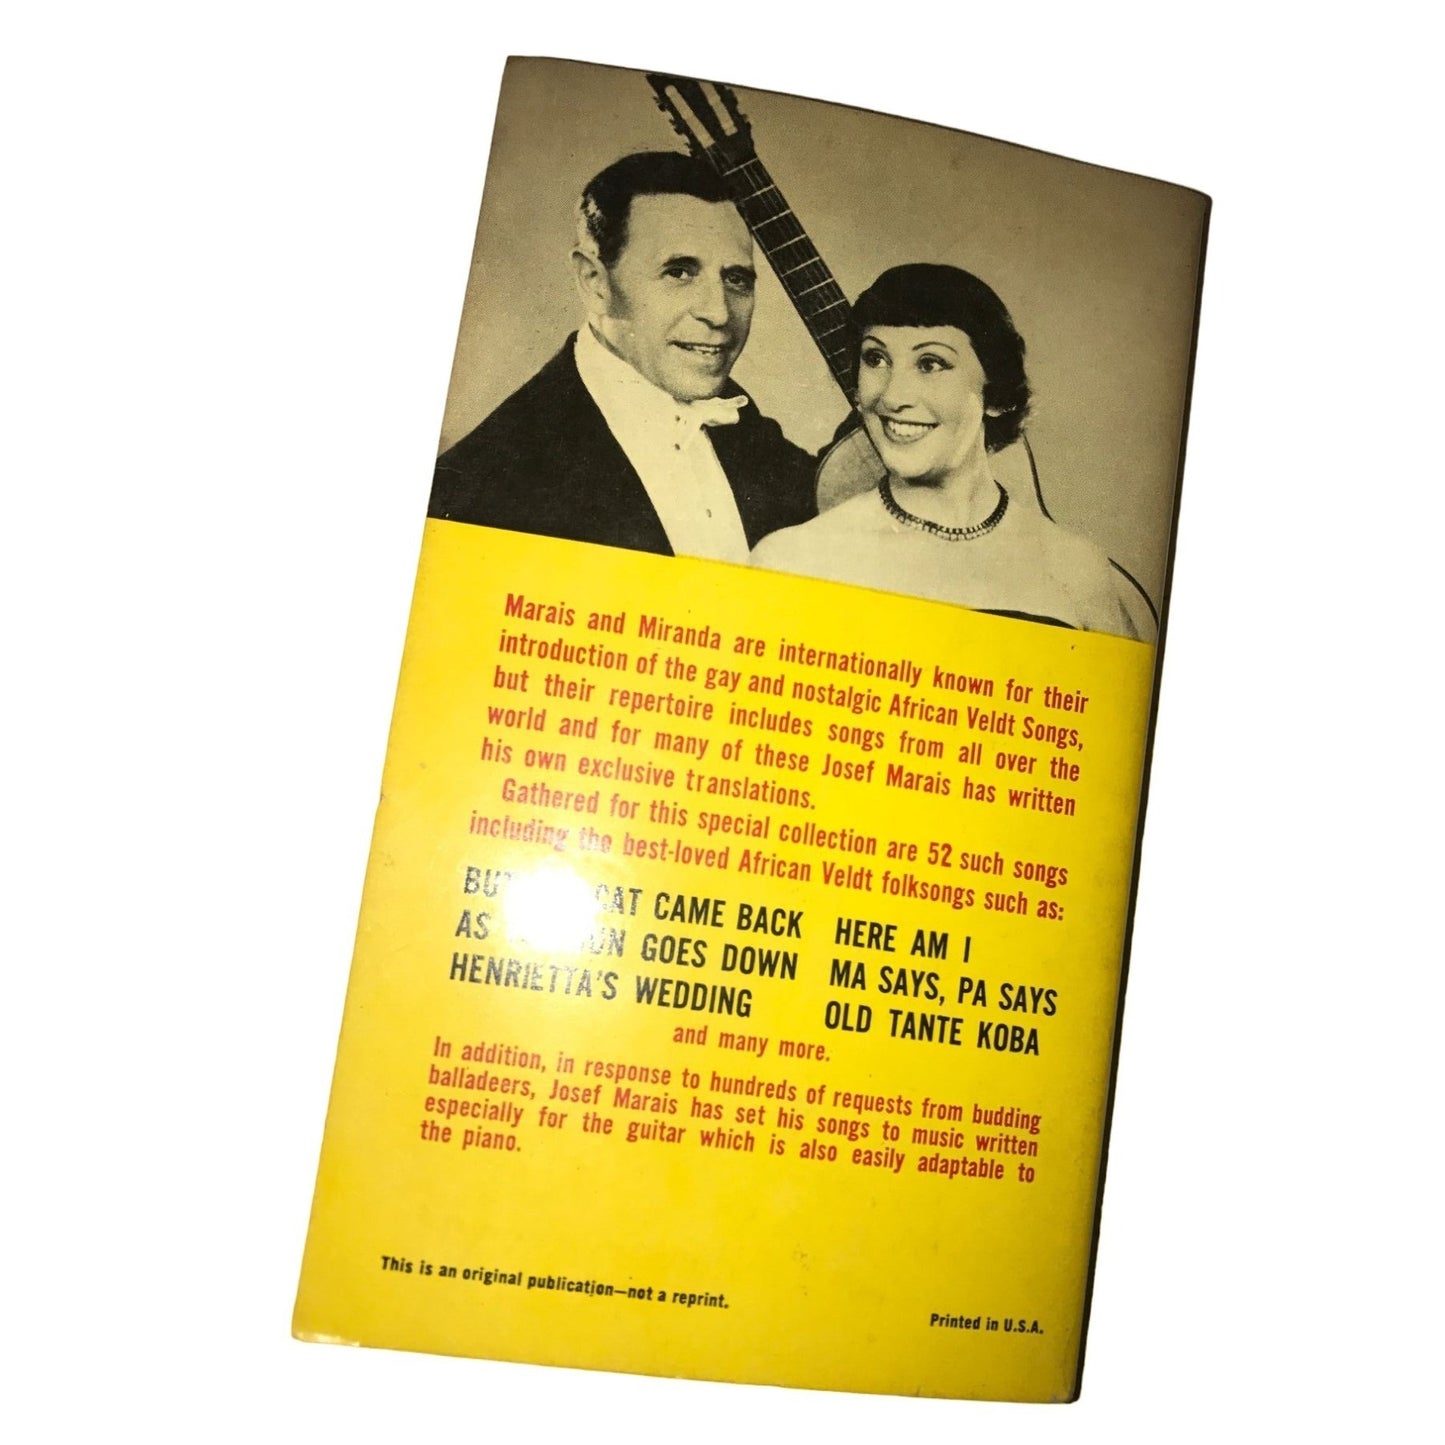 Marais and Miranda are internationally known for their
introduction of the gay and nostalgic African Veldt Songs,
but their repertoire includes songs from all over the
world and for many of these Josef Marais has written
his own exclusive translations.
Gathered for this special collection are 52 such songs
including the best-loved African Veldt folksongs such as:
CAT CAME BACK HERE AM I
AS GOES DOWN MA SAYS, PA SAYS
HENRIETTA'S WEDDING OLD TANTE KOBA
and many more.
In addition, in response to hundreds of requests from budding
balladeers, Josef Marais has set his songs to music written
especially for the guitar which is also easily adaptable to
the piano.
This is an original publication—not a reprint.
Printed in U.S.A.